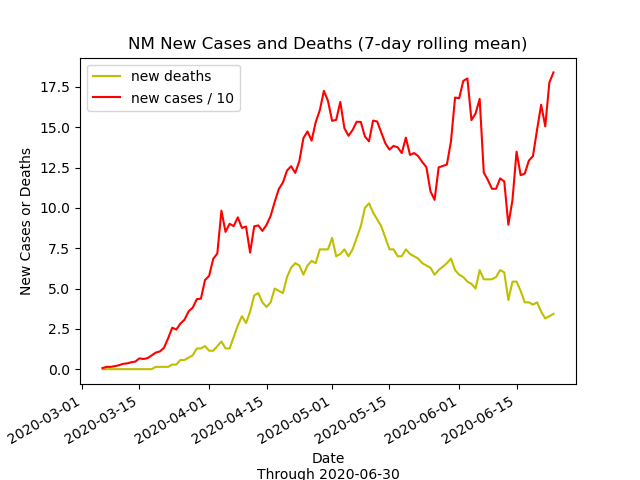 NM New Cases and Deaths (7-day rolling mean)
new deaths
new cases / 10
17.5
15.0
12.5
10.0
7.5
5.0
2.5
0.0
New Cases or Deaths
2020-03-01
2020-03-15
2020-04-01
2020-04-15
2020-05-01
2020-05-15
2020-06-01
2020-06-15
Date
Through 2020-06-30